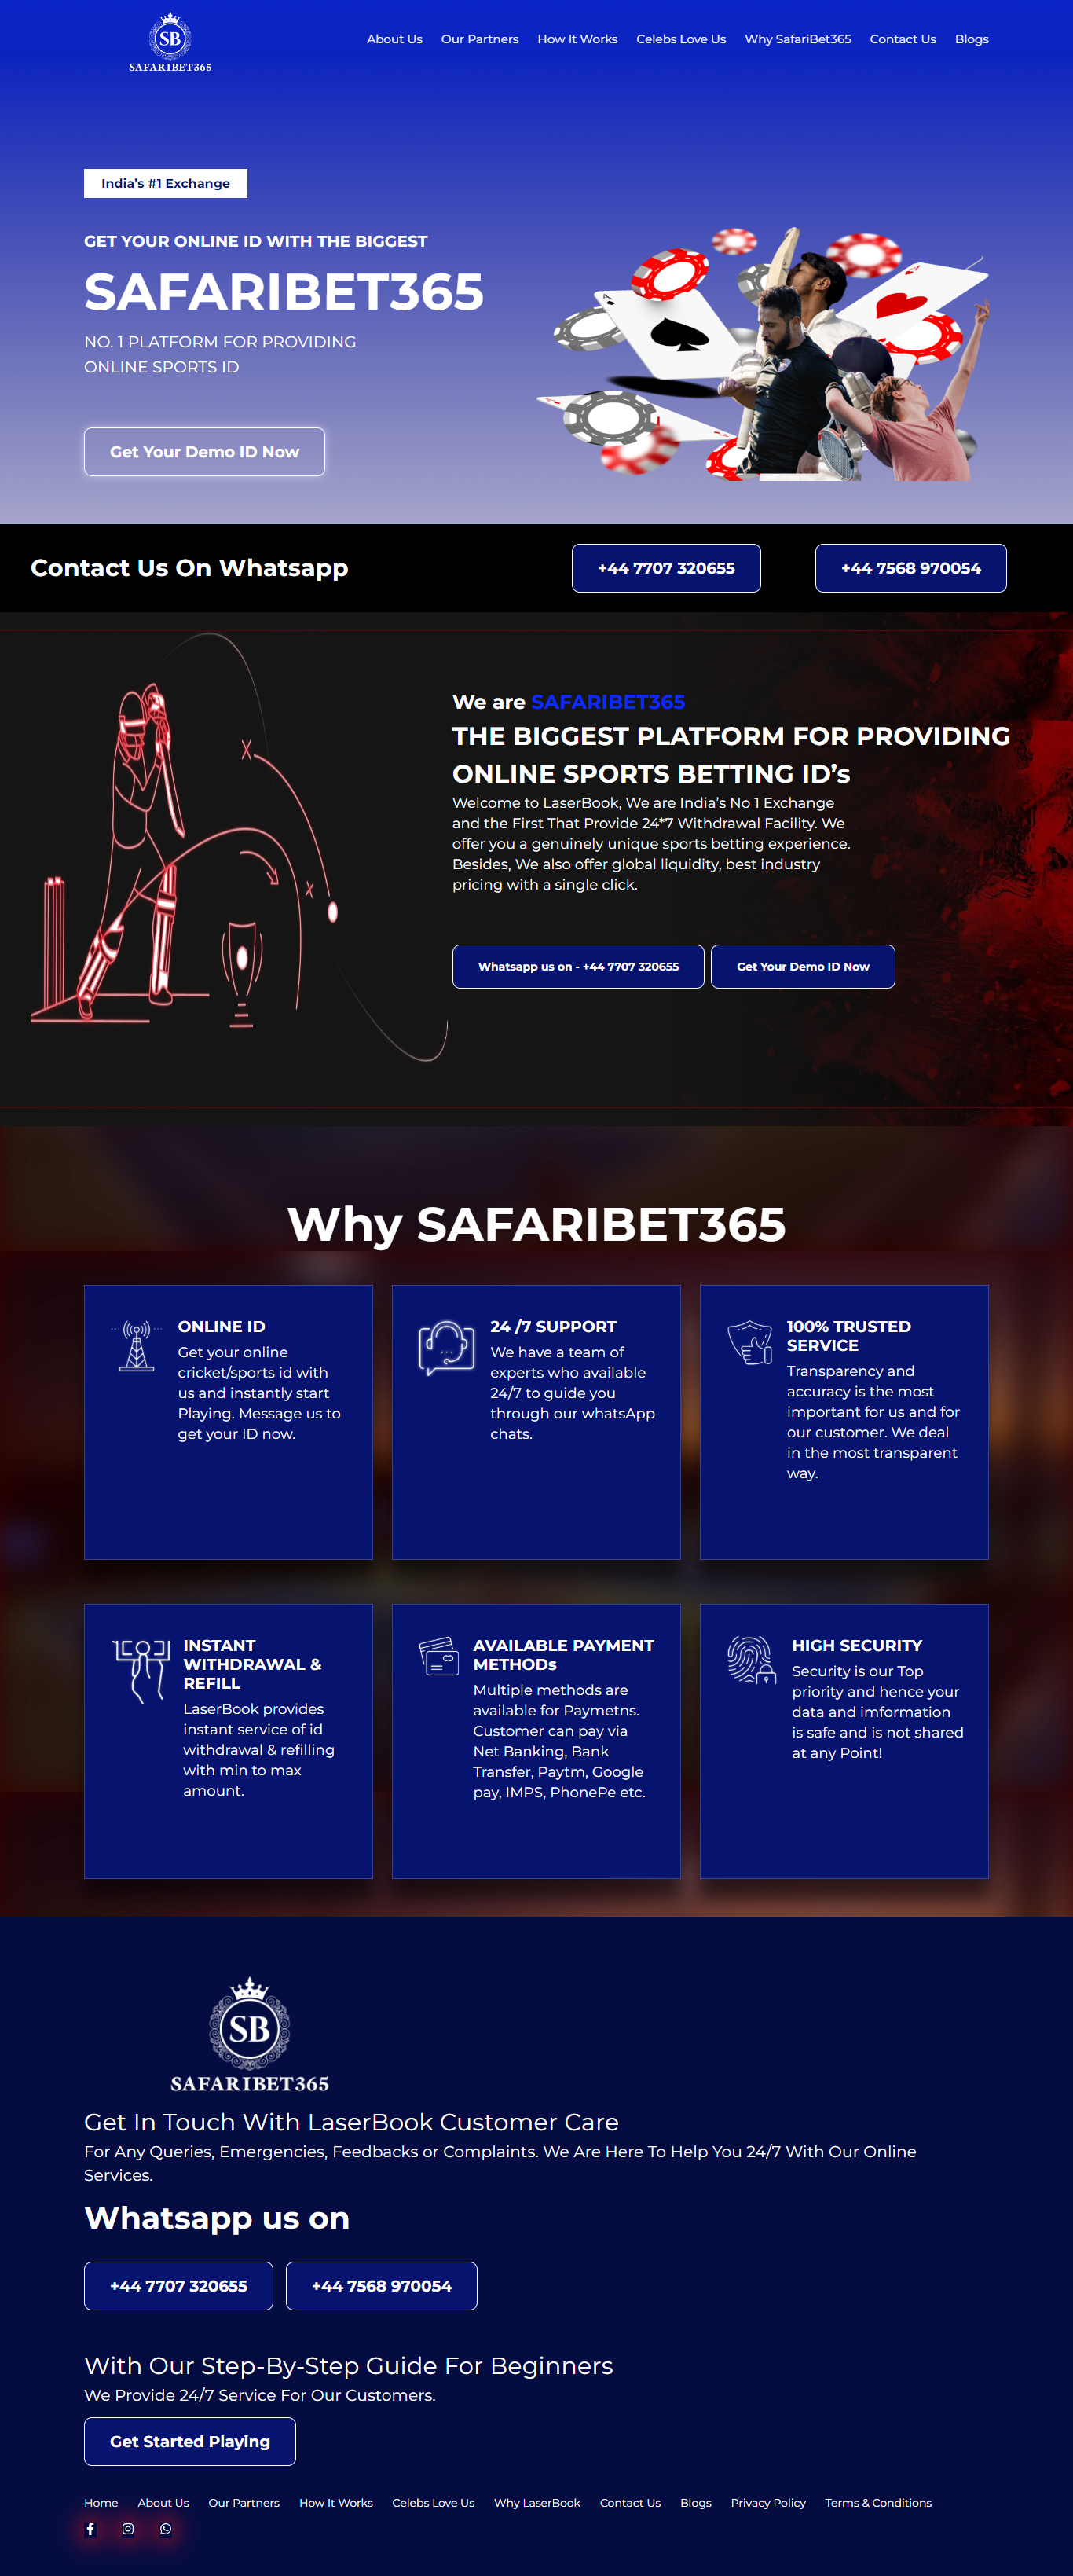 SB
SAFARIBET365
About Us Our Partners How It Works Celebs Love Us Why SafariBet365 Contact Us Blogs
India's #1 Exchange
GET YOUR ONLINE ID WITH THE BIGGEST
SAFARIBET365
NO. 1 PLATFORM FOR PROVIDING
ONLINE SPORTS ID
Get Your Demo ID Now
Contact Us On Whatsapp
+44 7707 320655
+44 7568 970054
We are SAFARIBET365
THE BIGGEST PLATFORM FOR PROVIDING
ONLINE SPORTS BETTING ID's
Welcome to LaserBook, We are India's No 1 Exchange
and the First That Provide 24*7 Withdrawal Facility. We
offer you a genuinely unique sports betting experience.
Besides, We also offer global liquidity, best industry
pricing with a single click.
Whatsapp us on - +44 7707 320655
Get Your Demo ID Now
Why SAFARIBET365
ONLINE ID
Get your online
cricket/sports id with
us and instantly start
Playing. Message us to
get your ID now.
24 /7 SUPPORT
We have a team of
experts who available
24/7 to guide you
through our whatsApp
chats.
100% TRUSTED
SERVICE
Transparency and
accuracy is the most
important for us and for
our customer. We deal
in the most transparent
way.
INSTANT
WITHDRAWAL &
REFILL
LaserBook provides
instant service of id
withdrawal & refilling
with min to max
amount.
AVAILABLE PAYMENT
METHODs
Multiple methods are
available for Paymetns.
Customer can pay via
Net Banking, Bank
Transfer, Paytm, Google
pay, IMPS, PhonePe etc.
HIGH SECURITY
Security is our Top
priority and hence your
data and imformation
is safe and is not shared
at any Point!
SB
SAFARIBET365
Get In Touch With LaserBook Customer Care
For Any Queries, Emergencies, Feedbacks or Complaints. We Are Here To Help You 24/7 With Our Online
Services.
Whatsapp us on
+44 7707 320655
+44 7568 970054
With Our Step-By-Step Guide For Beginners
We Provide 24/7 Service For Our Customers.
Get Started Playing
Home About Us Our Partners How It Works Celebs Love Us Why LaserBook Contact Us Blogs Privacy Policy Terms & Conditions